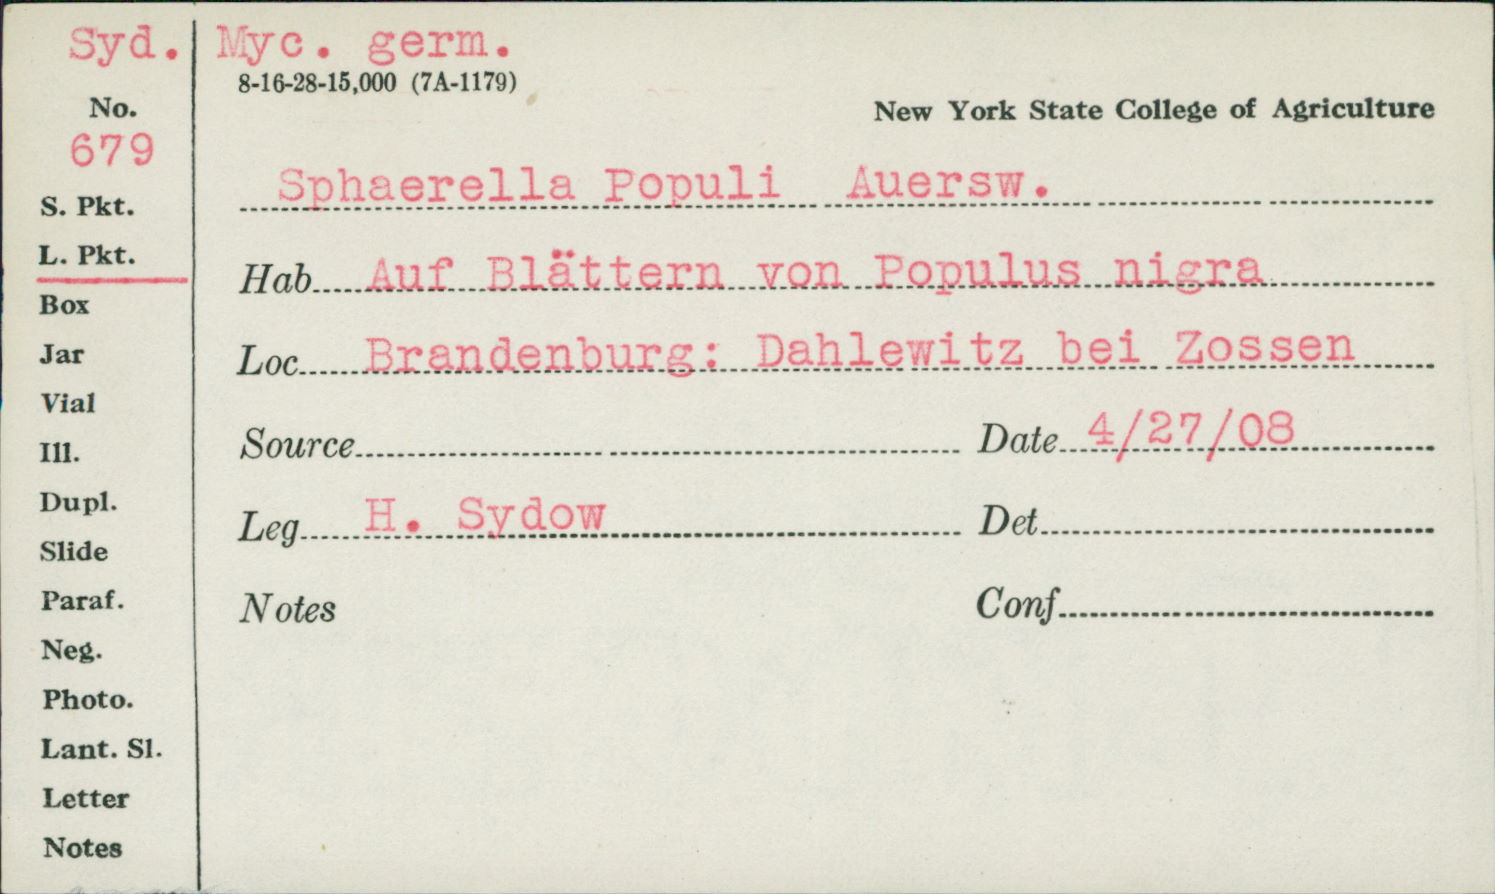 Syd. Myc. germ.
8-16-28-15,000 (7A-1179)
No.
New York State College of Agriculture
679
Sphaerella Populi Auersw.
S. Pkt.
L. Pkt.
Hab Auf Blättern von Populus nigra
Box
Jar
Loc Brandenburg: Dahlewitz bei Zossen
Vial
Ill.
Source Date 4/27/08
Dupl.
Leg H. Sydow Det
Slide
Paraf.
Notes Conf
Neg.
Photo.
Lant. Sl.
Letter
Notes